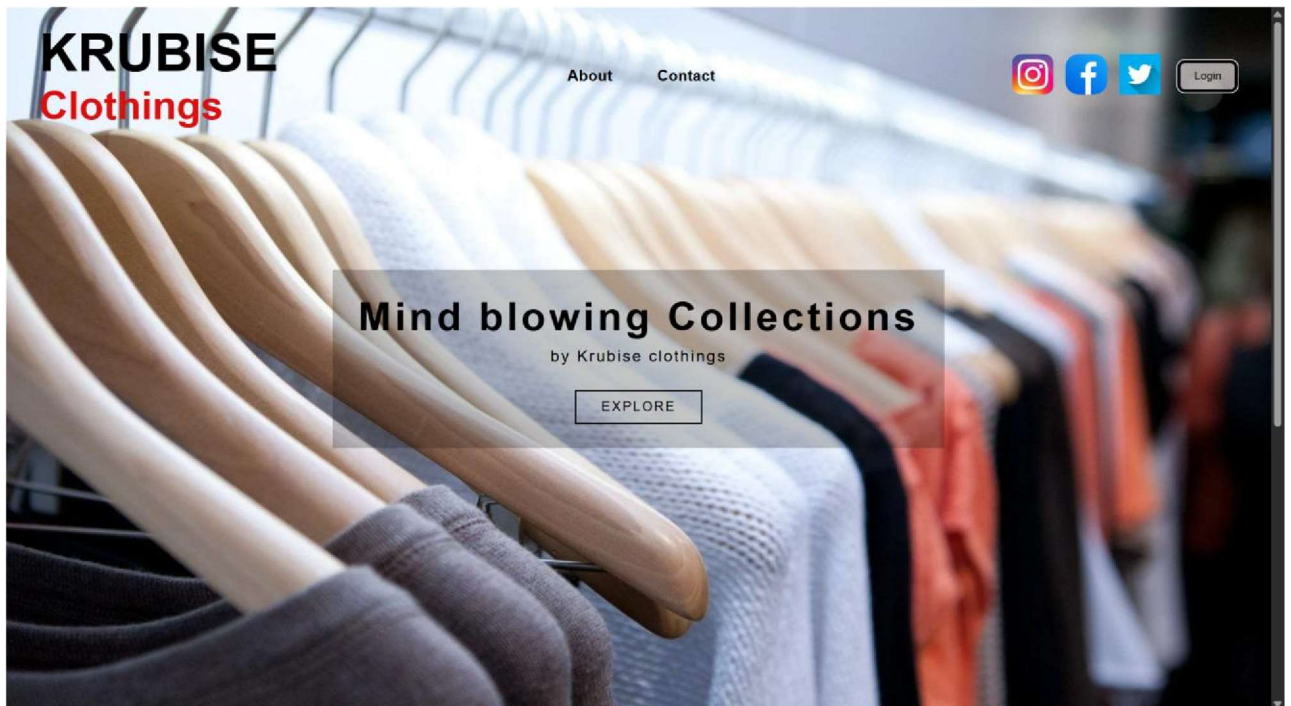 KRUBISE
Clothings
About Contact
Login
Mind blowing Collections
by Krubise clothings
EXPLORE